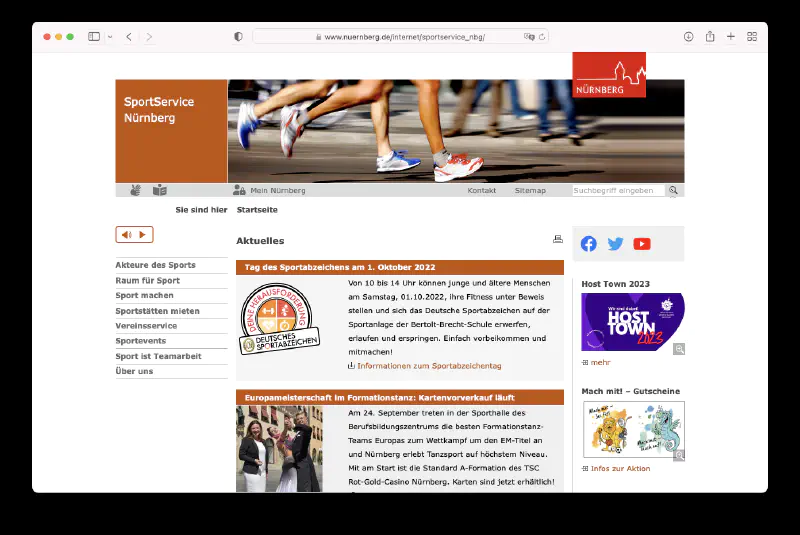 www.nuernberg.de/internet/sportservice_nbg/
NÜRNBERG
SportService
Nürnberg
Mein Nürnberg
Kontakt
Sitemap
Suchbegriff eingeben
Sie sind hier
Startseite
Akteure des Sports
Raum für Sport
Sport machen
Sportstätten mieten
Vereinsservice
Sportevents
Sport ist Teamarbeit
Über uns
Aktuelles
Tag des Sportabzeichens am 1. Oktober 2022
DEINE HERAUSFORDERUNG
DEUTSCHES
SPORTABZEICHEN
Von 10 bis 14 Uhr können junge und ältere Menschen
am Samstag, 01.10.2022, ihre Fitness unter Beweis
stellen und sich das Deutsche Sportabzeichen auf der
Sportanlage der Bertolt-Brecht-Schule erwerfen,
erlaufen und erspringen. Einfach vorbeikommen und
mitmachen!
Informationen zum Sportabzeichentag
Europameisterschaft im Formationstanz: Kartenvorverkauf läuft
Am 24. September treten in der Sporthalle des
Berufsbildungszentrums die besten Formationstanz-
Teams Europas zum Wettkampf um den EM-Titel an
und Nürnberg erlebt Tanzsport auf höchstem Niveau.
Mit am Start ist die Standard A-Formation des TSC
Rot-Gold-Casino Nürnberg. Karten sind jetzt erhältlich!
Host Town 2023
Wir sind dabei!
HOST
TOWN
2023
mehr
Mach mit! – Gutscheine
Infos zur Aktion